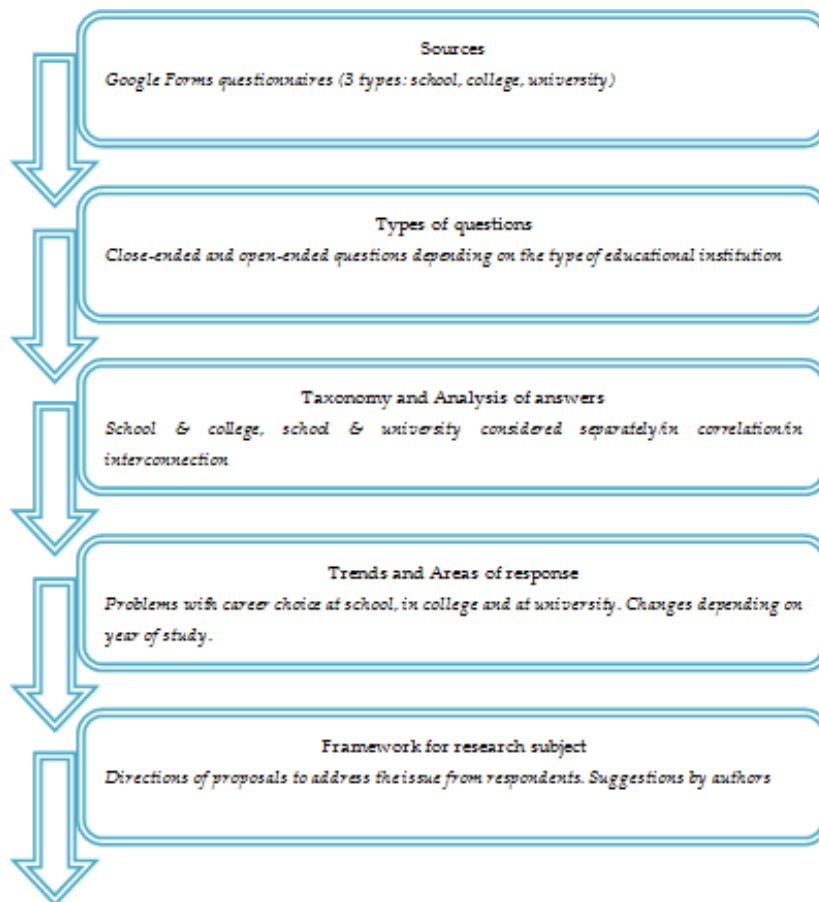 Sources
Google Forms questionnaires (3 types: school, college, university)
Types of questions
Close-ended and open-ended questions depending on the type of educational institution
Taxonomy and Analysis of answers
School & college, school & university considered separately/in correlation/in
interconnection
Trends and Areas of response
Problems with career choice at school, in college and at university. Changes depending on
year of study.
Framework for research subject
Directions of proposals to address the issue from respondents. Suggestions by authors